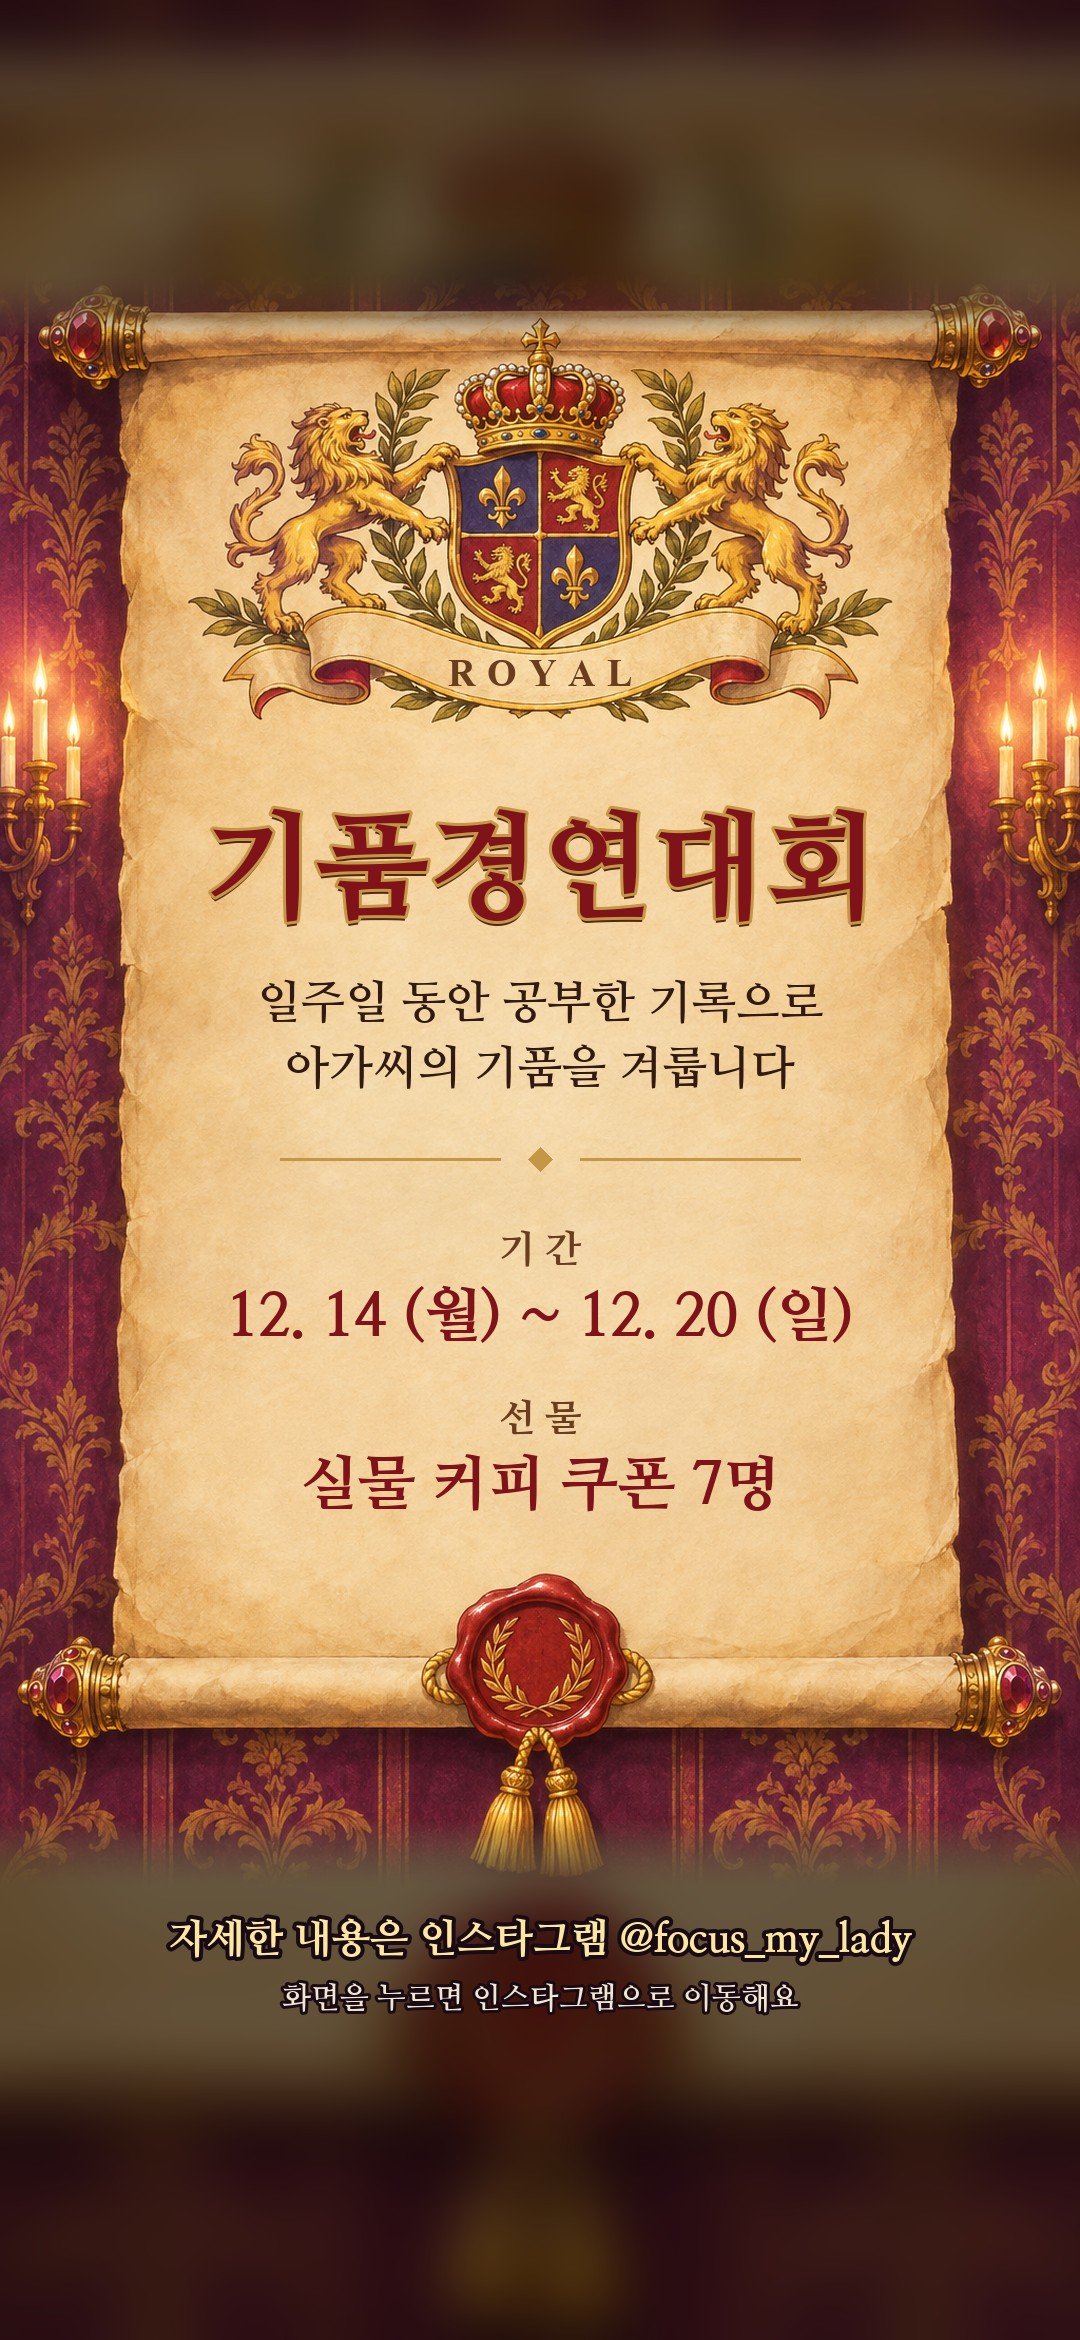 ROYAL
기품경연대회
일주일 동안 공부한 기록으로
아가씨의 기품을 겨룹니다
기간
12. 14 (월) ~ 12. 20 (일)
선물
실물 커피 쿠폰 7명
자세한 내용은 인스타그램 @focus_my_lady
화면을 누르면 인스타그램으로 이동해요